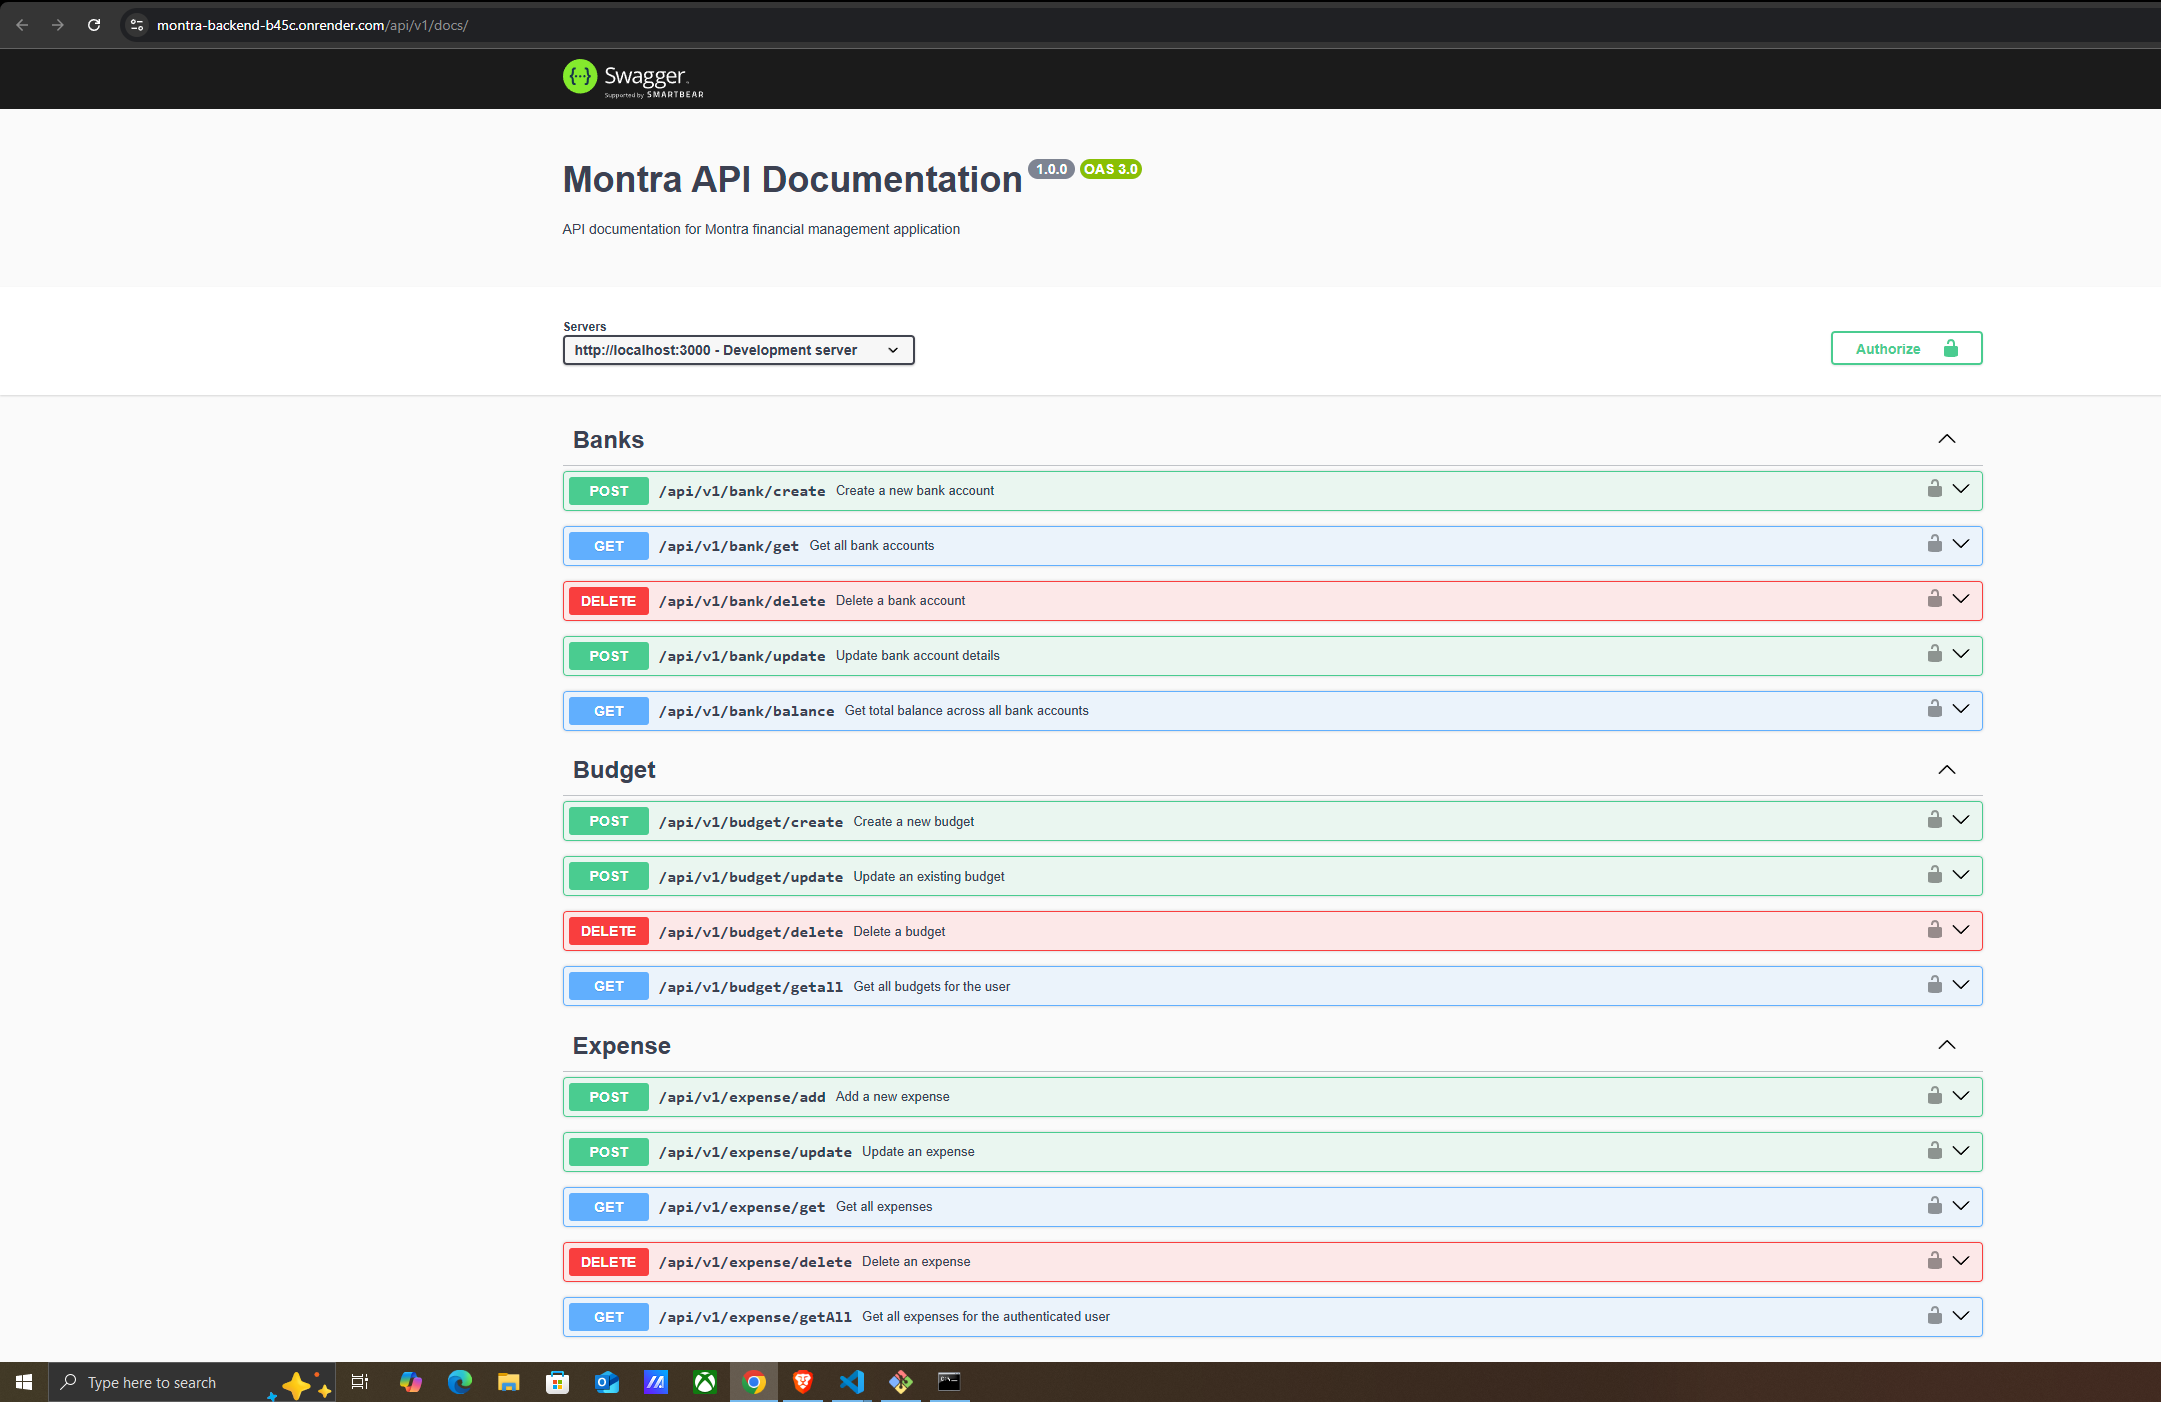 montra-backend-b45c.onrender.com/api/v1/docs/
Swagger
Supported by SMARTBEAR
Montra API Documentation 1.0.0 OAS 3.0
API documentation for Montra financial management application
Servers
http://localhost:3000 - Development server
Authorize
Banks
POST /api/v1/bank/create Create a new bank account
GET /api/v1/bank/get Get all bank accounts
DELETE /api/v1/bank/delete Delete a bank account
POST /api/v1/bank/update Update bank account details
GET /api/v1/bank/balance Get total balance across all bank accounts
Budget
POST /api/v1/budget/create Create a new budget
POST /api/v1/budget/update Update an existing budget
DELETE /api/v1/budget/delete Delete a budget
GET /api/v1/budget/getall Get all budgets for the user
Expense
POST /api/v1/expense/add Add a new expense
POST /api/v1/expense/update Update an expense
GET /api/v1/expense/get Get all expenses
DELETE /api/v1/expense/delete Delete an expense
GET /api/v1/expense/getAll Get all expenses for the authenticated user
Type here to search